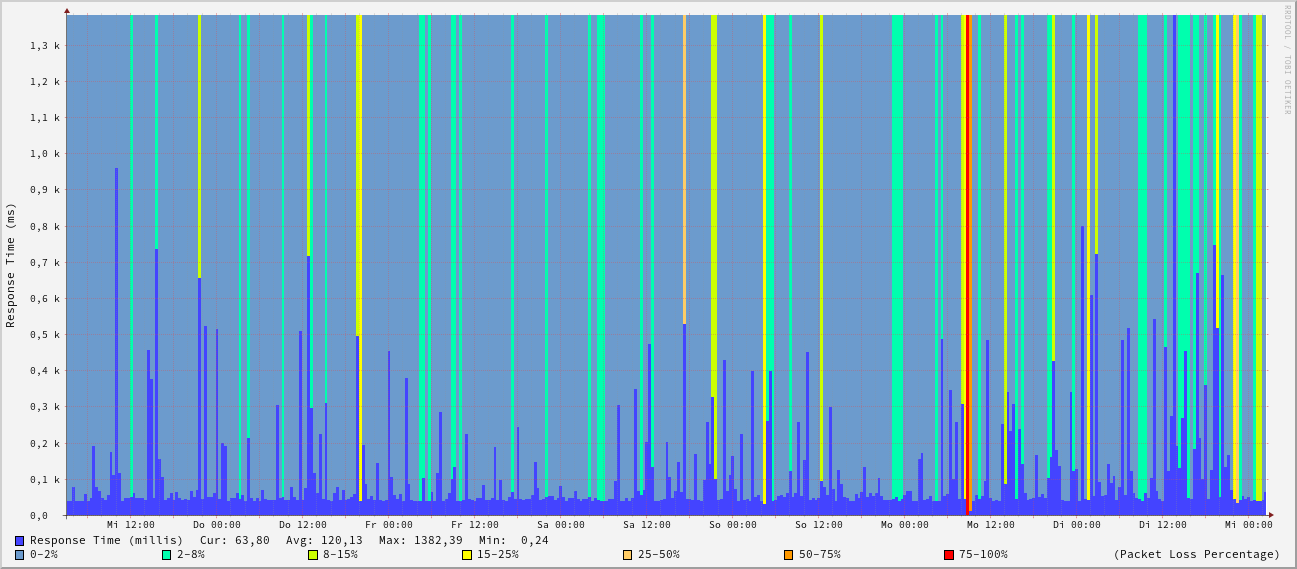 RRDTOOL / TOBI OETIKER
Response Time (ms)
1,3 k
1,2 k
1,1 k
1,0 k
0,9 k
0,8 k
0,7 k
0,6 k
0,5 k
0,4 k
0,3 k
0,2 k
0,1 k
0,0
Mi 12:00 Do 00:00 Do 12:00 Fr 00:00 Fr 12:00 Sa 00:00 Sa 12:00 So 00:00 So 12:00 Mo 00:00 Mo 12:00 Di 00:00 Di 12:00 Mi 00:00
Response Time (millis) Cur: 63,80 Avg: 120,13 Max: 1382,39 Min: 0,24
0-2% 2-8% 8-15% 15-25% 25-50% 50-75% 75-100% (Packet Loss Percentage)